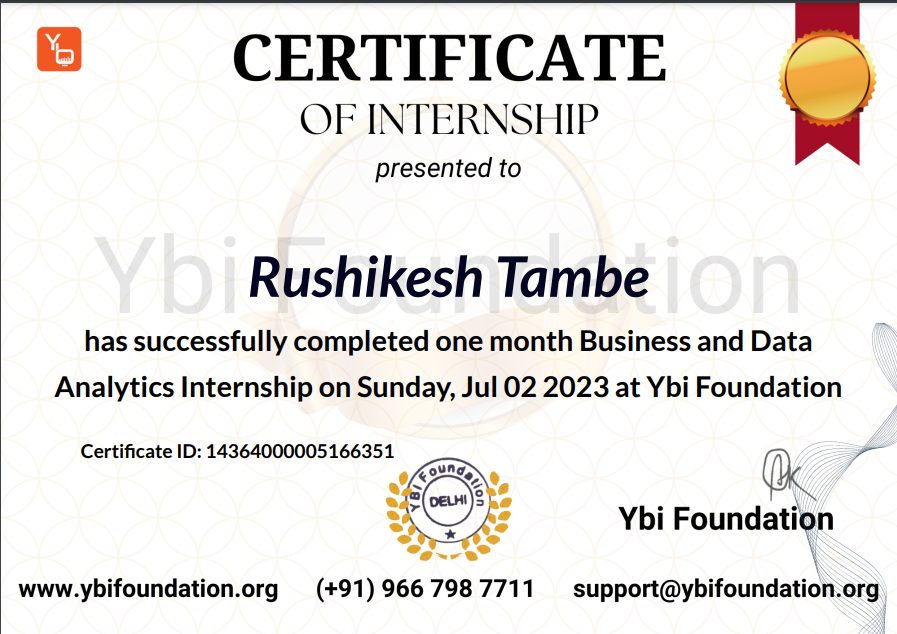 Yb
CERTIFICATE
OF INTERNSHIP
presented to
Ybi Foundation
Rushikesh Tambe
has successfully completed one month Business and Data
Analytics Internship on Sunday, Jul 02 2023 at Ybi Foundation
Certificate ID: 14364000005166351
Ybi Foundation
DELHI
Ybi Foundation
www.ybifoundation.org (+91) 966 798 7711 support@ybifoundation.org